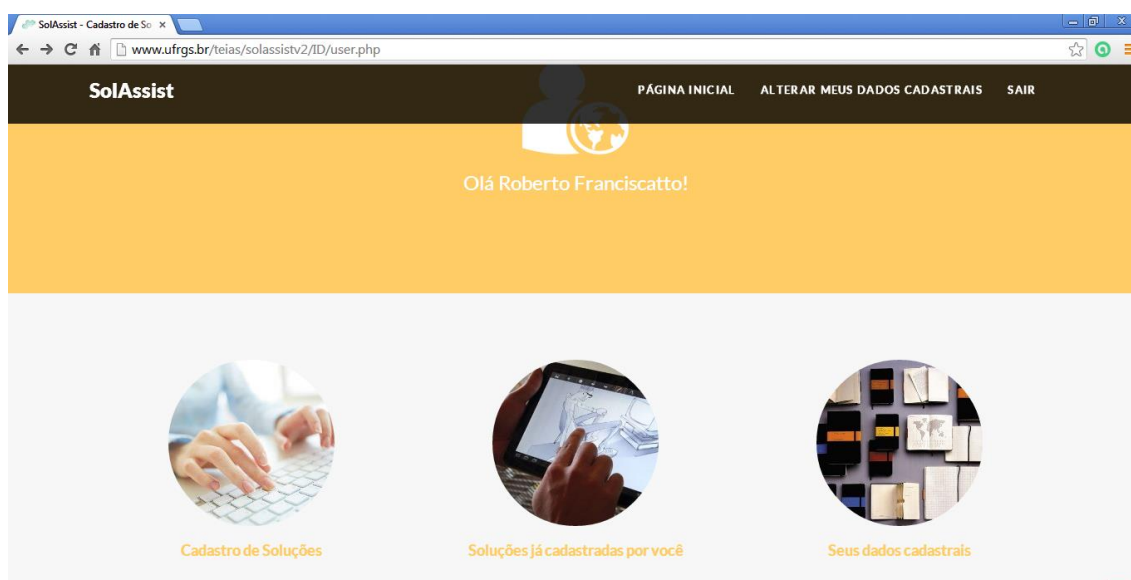 SolAssist - Cadastro de So
www.ufrgs.br/teias/solassistv2/ID/user.php
SolAssist PÁGINA INICIAL ALTERAR MEUS DADOS CADASTRAIS SAIR
Olá Roberto Franciscatto!
Cadastro de Soluções Soluções já cadastradas por você Seus dados cadastrais